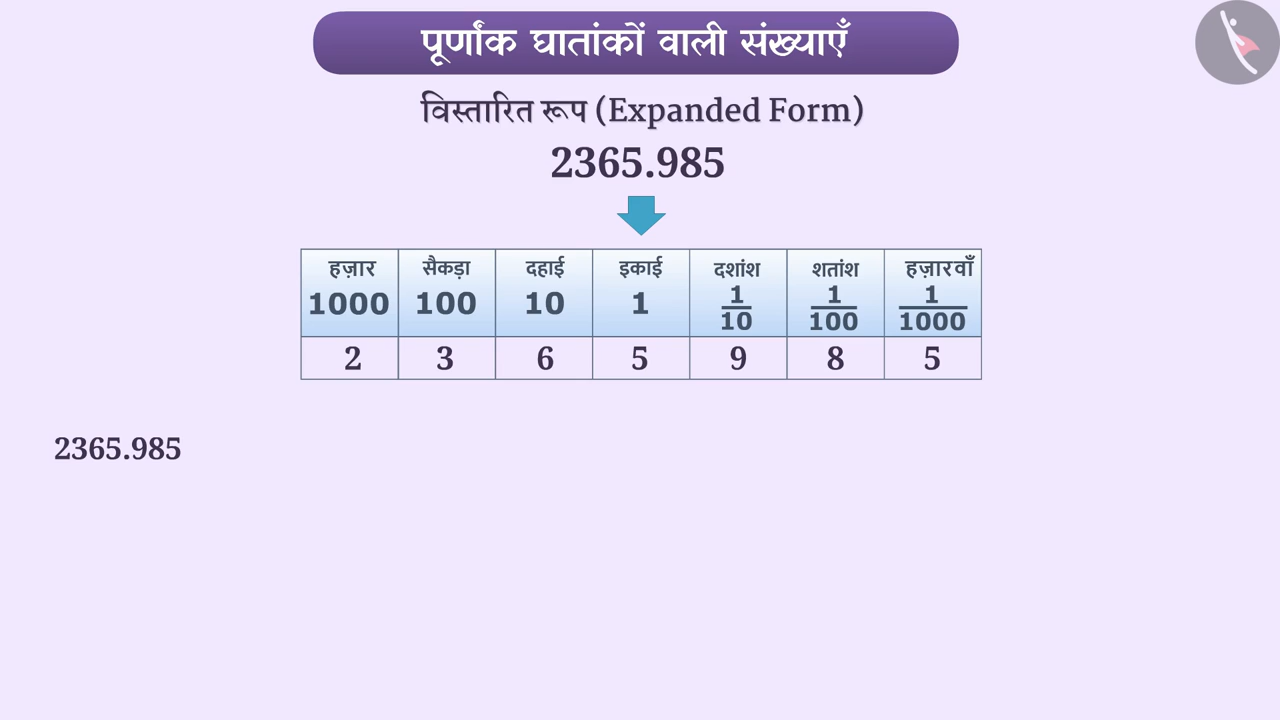 पूर्णांक घातांकों वाली संख्याएँ
विस्तारित रूप (Expanded Form)
2365.985
हज़ार सैकड़ा दहाई इकाई दशांश शतांश हज़ारवाँ
1000 100 10 1 1/10 1/100 1/1000
2 3 6 5 9 8 5
2365.985